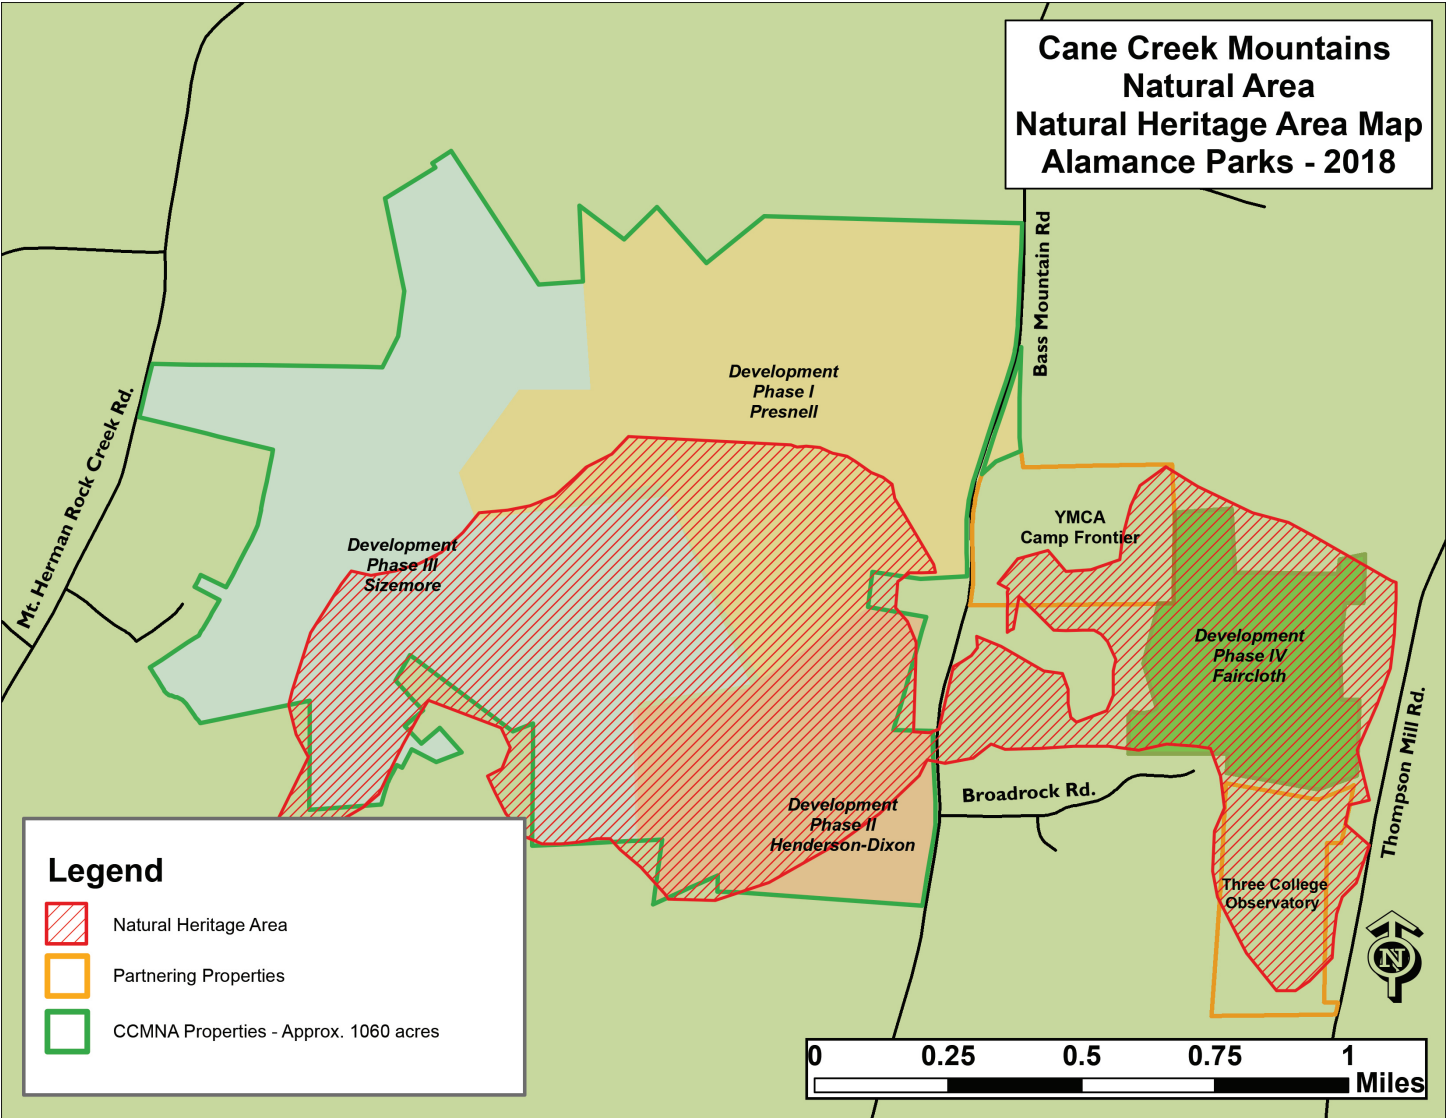 Cane Creek Mountains
Natural Area
Natural Heritage Area Map
Alamance Parks - 2018
Bass Mountain Rd
Mt. Herman Rock Creek Rd.
Development
Phase I
Presnell
YMCA
Camp Frontier
Development
Phase III
Sizemore
Development
Phase IV
Faircloth
Thompson Mill Rd.
Broadrock Rd.
Development
Phase II
Henderson-Dixon
Three College
Observatory
Legend
Natural Heritage Area
Partnering Properties
CCMNA Properties - Approx. 1060 acres
N
0 0.25 0.5 0.75 1
Miles